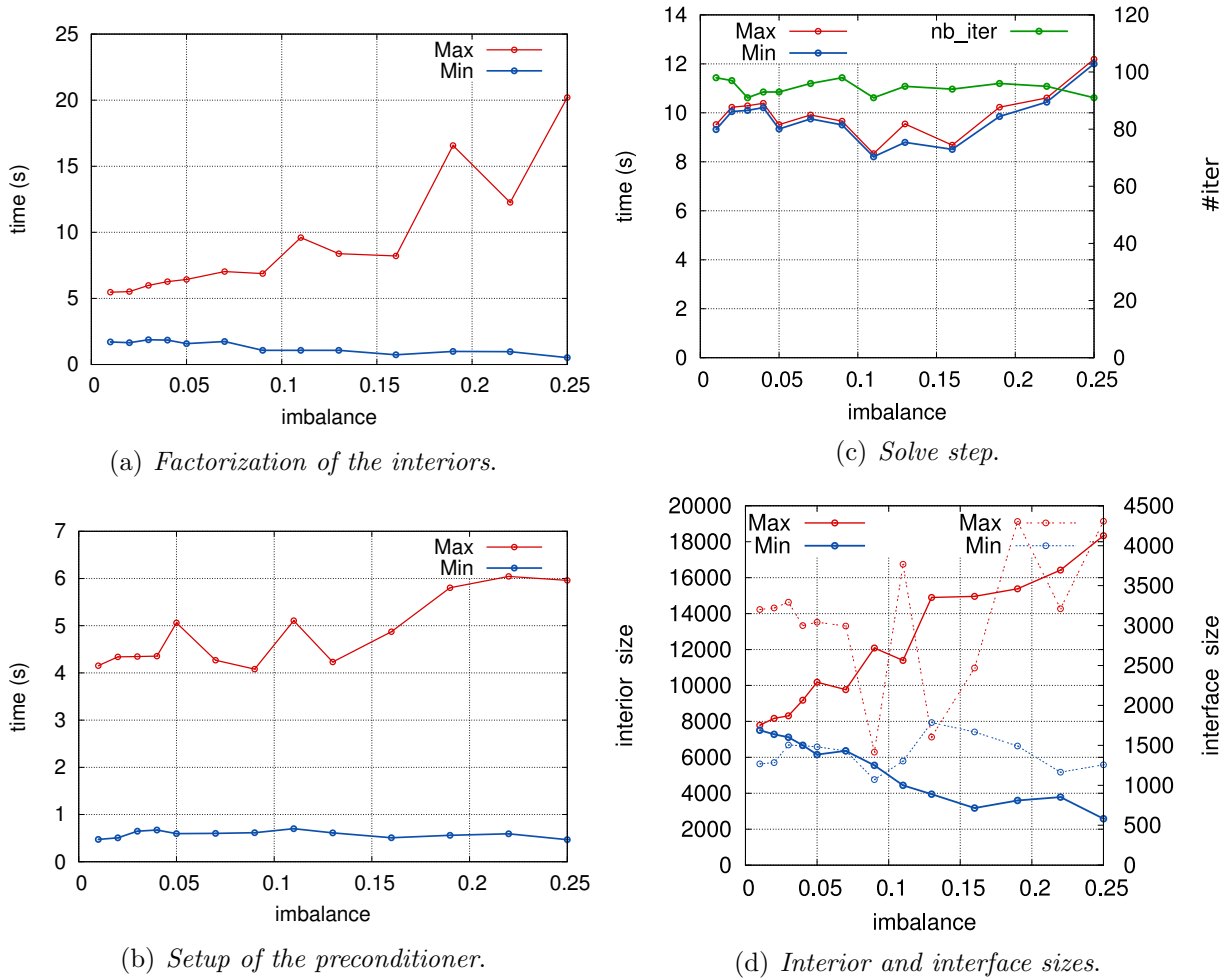 25
20
15
10
5
0
time (s)
Max
Min
0 0.05 0.1 0.15 0.2 0.25
imbalance
(a) Factorization of the interiors.
14
12
10
8
6
4
2
0
time (s)
Max
Min
nb_iter
120
100
80
60
40
20
0
#iter
0 0.05 0.1 0.15 0.2 0.25
imbalance
(c) Solve step.
7
6
5
4
3
2
1
0
time (s)
Max
Min
0 0.05 0.1 0.15 0.2 0.25
imbalance
(b) Setup of the preconditioner.
20000
18000
16000
14000
12000
10000
8000
6000
4000
2000
0
interior size
Max
Min
Max
Min
4500
4000
3500
3000
2500
2000
1500
1000
500
0
interface size
0 0.05 0.1 0.15 0.2 0.25
imbalance
(d) Interior and interface sizes.